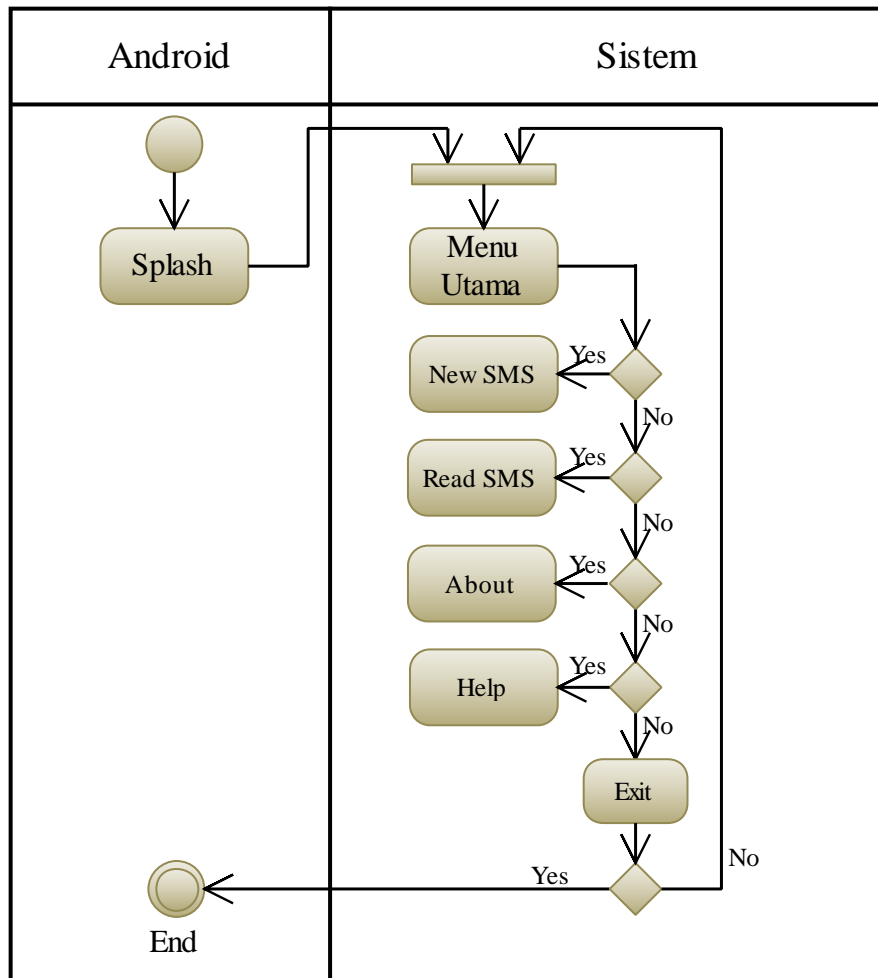 Android
Sistem
Splash
Menu
Utama
Yes
New SMS
No
Yes
Read SMS
No
Yes
About
No
Yes
Help
No
Exit
No
Yes
End